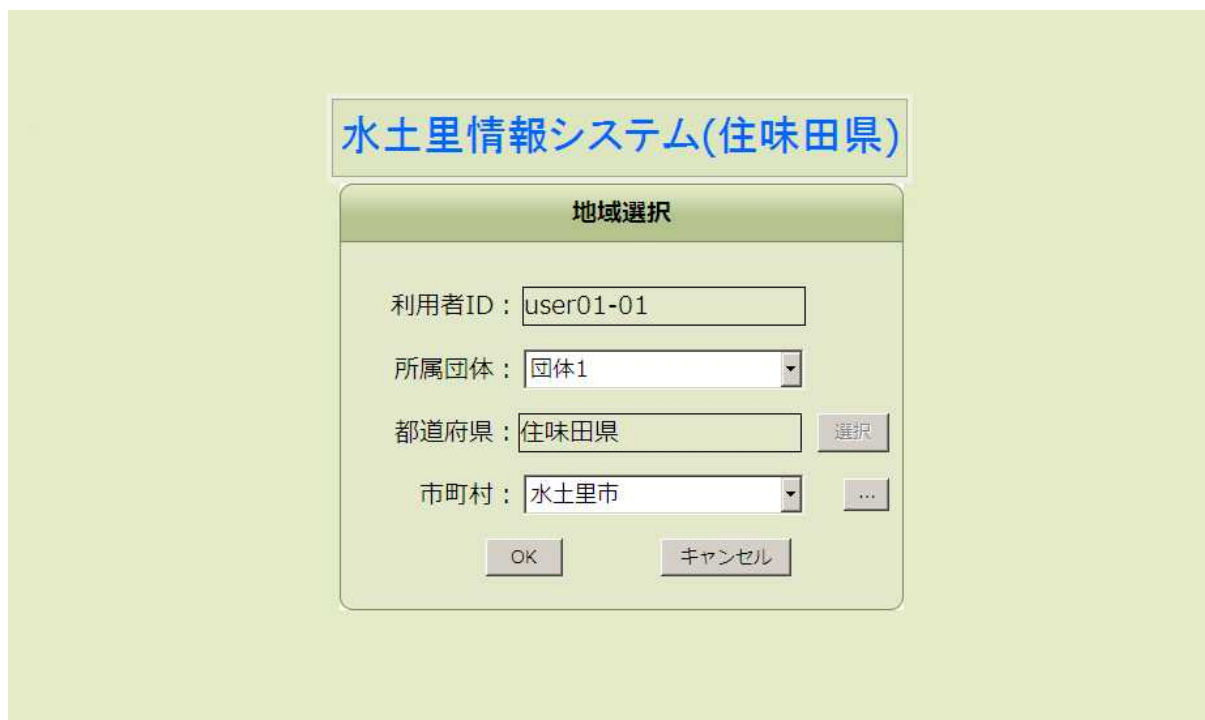 水土里情報システム(住味田県)
地域選択
利用者ID：user01-01
所属団体：団体1
都道府県：住味田県 選択
市町村：水土里市 ...
OK キャンセル